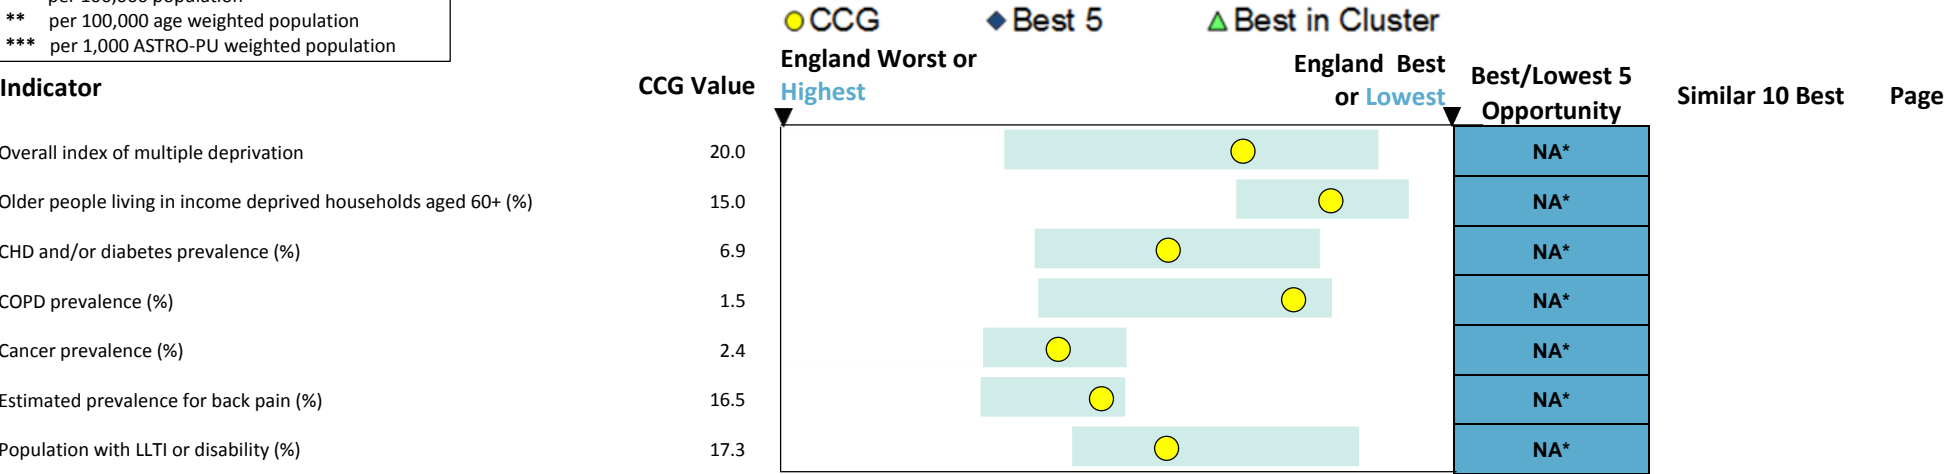 per 100,000 population
** per 100,000 age weighted population
*** per 1,000 ASTRO-PU weighted population
CCG Best 5 Best in Cluster
Indicator CCG Value England Worst or Highest England Best or Lowest Best/Lowest 5 Opportunity Similar 10 Best Page
Overall index of multiple deprivation 20.0 NA*
Older people living in income deprived households aged 60+ (%) 15.0 NA*
CHD and/or diabetes prevalence (%) 6.9 NA*
COPD prevalence (%) 1.5 NA*
Cancer prevalence (%) 2.4 NA*
Estimated prevalence for back pain (%) 16.5 NA*
Population with LLTI or disability (%) 17.3 NA*